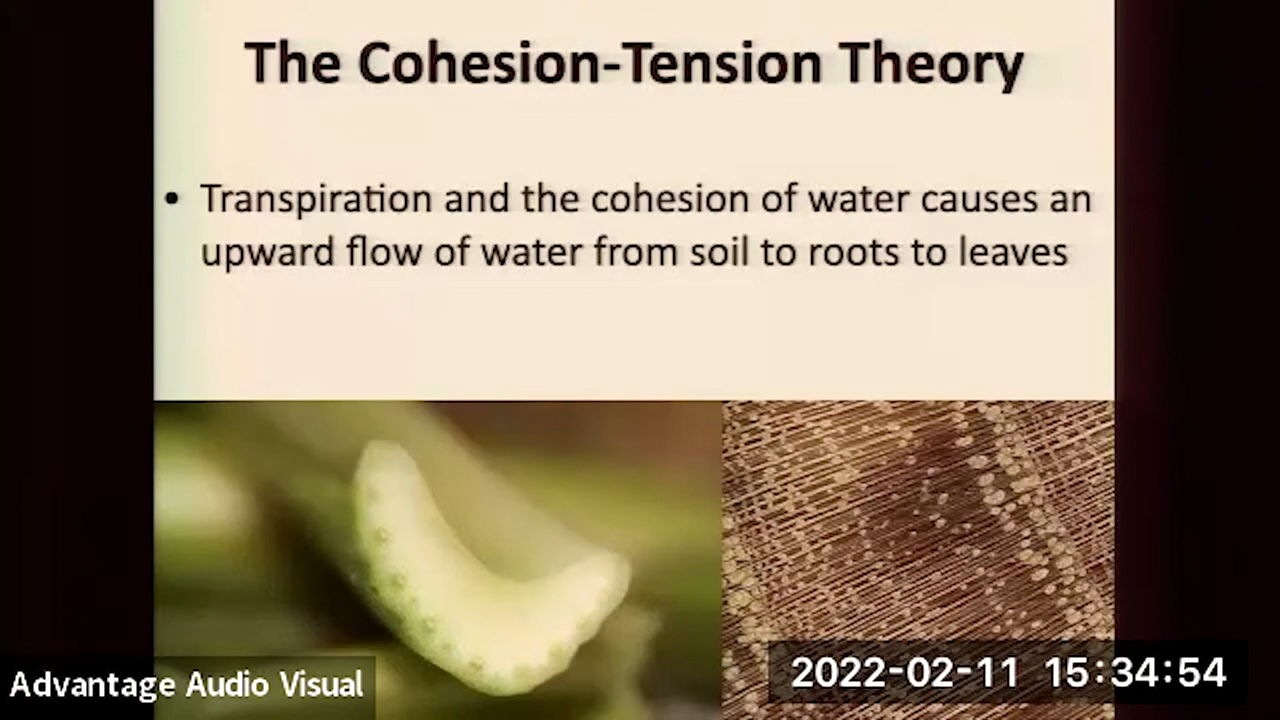 The Cohesion-Tension Theory
• Transpiration and the cohesion of water causes an
upward flow of water from soil to roots to leaves
Advantage Audio Visual
2022-02-11 15:34:54